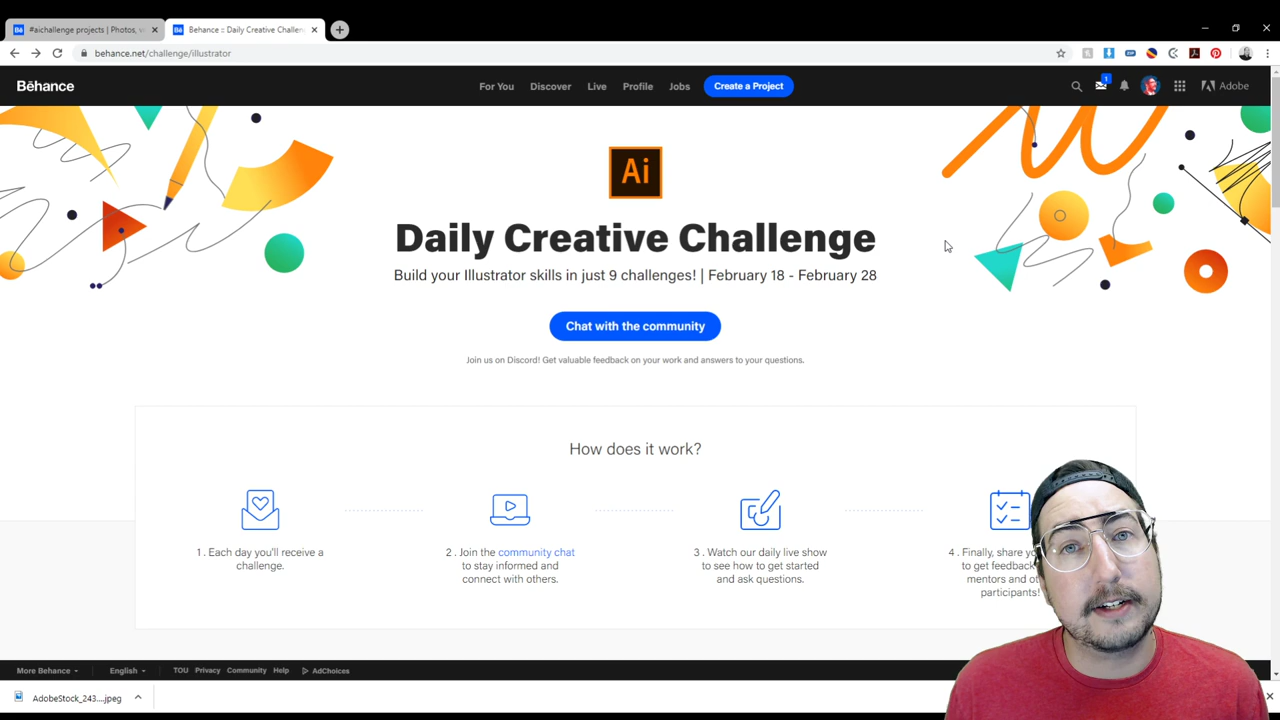 #aichallenge projects | Photos, v
Behance :: Daily Creative Challen
behance.net/challenge/illustrator
Bēhance
For You
Discover
Live
Profile
Jobs
Create a Project
1
Adobe
Ai
Daily Creative Challenge
Build your Illustrator skills in just 9 challenges! | February 18 - February 28
Chat with the community
Join us on Discord! Get valuable feedback on your work and answers to your questions.
How does it work?
1 . Each day you'll receive a
challenge.
2 . Join the community chat
to stay informed and
connect with others.
3 . Watch our daily live show
to see how to get started
and ask questions.
4 . Finally, share yo
to get feedback
mentors and ot
participants!
More Behance
English
TOU
Privacy
Community
Help
AdChoices
AdobeStock_243....jpeg